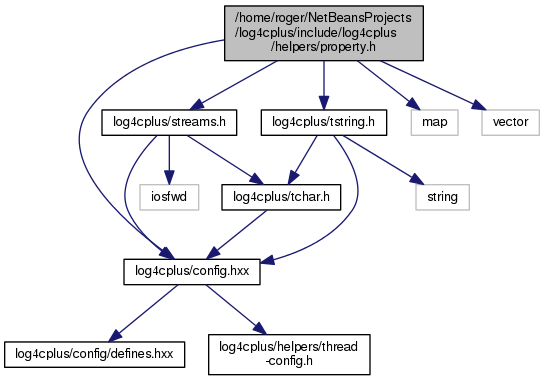 /home/roger/NetBeansProjects
/log4cplus/include/log4cplus
/helpers/property.h
log4cplus/streams.h
log4cplus/tstring.h
map
vector
iosfwd
log4cplus/tchar.h
string
log4cplus/config.hxx
log4cplus/config/defines.hxx
log4cplus/helpers/thread
-config.h